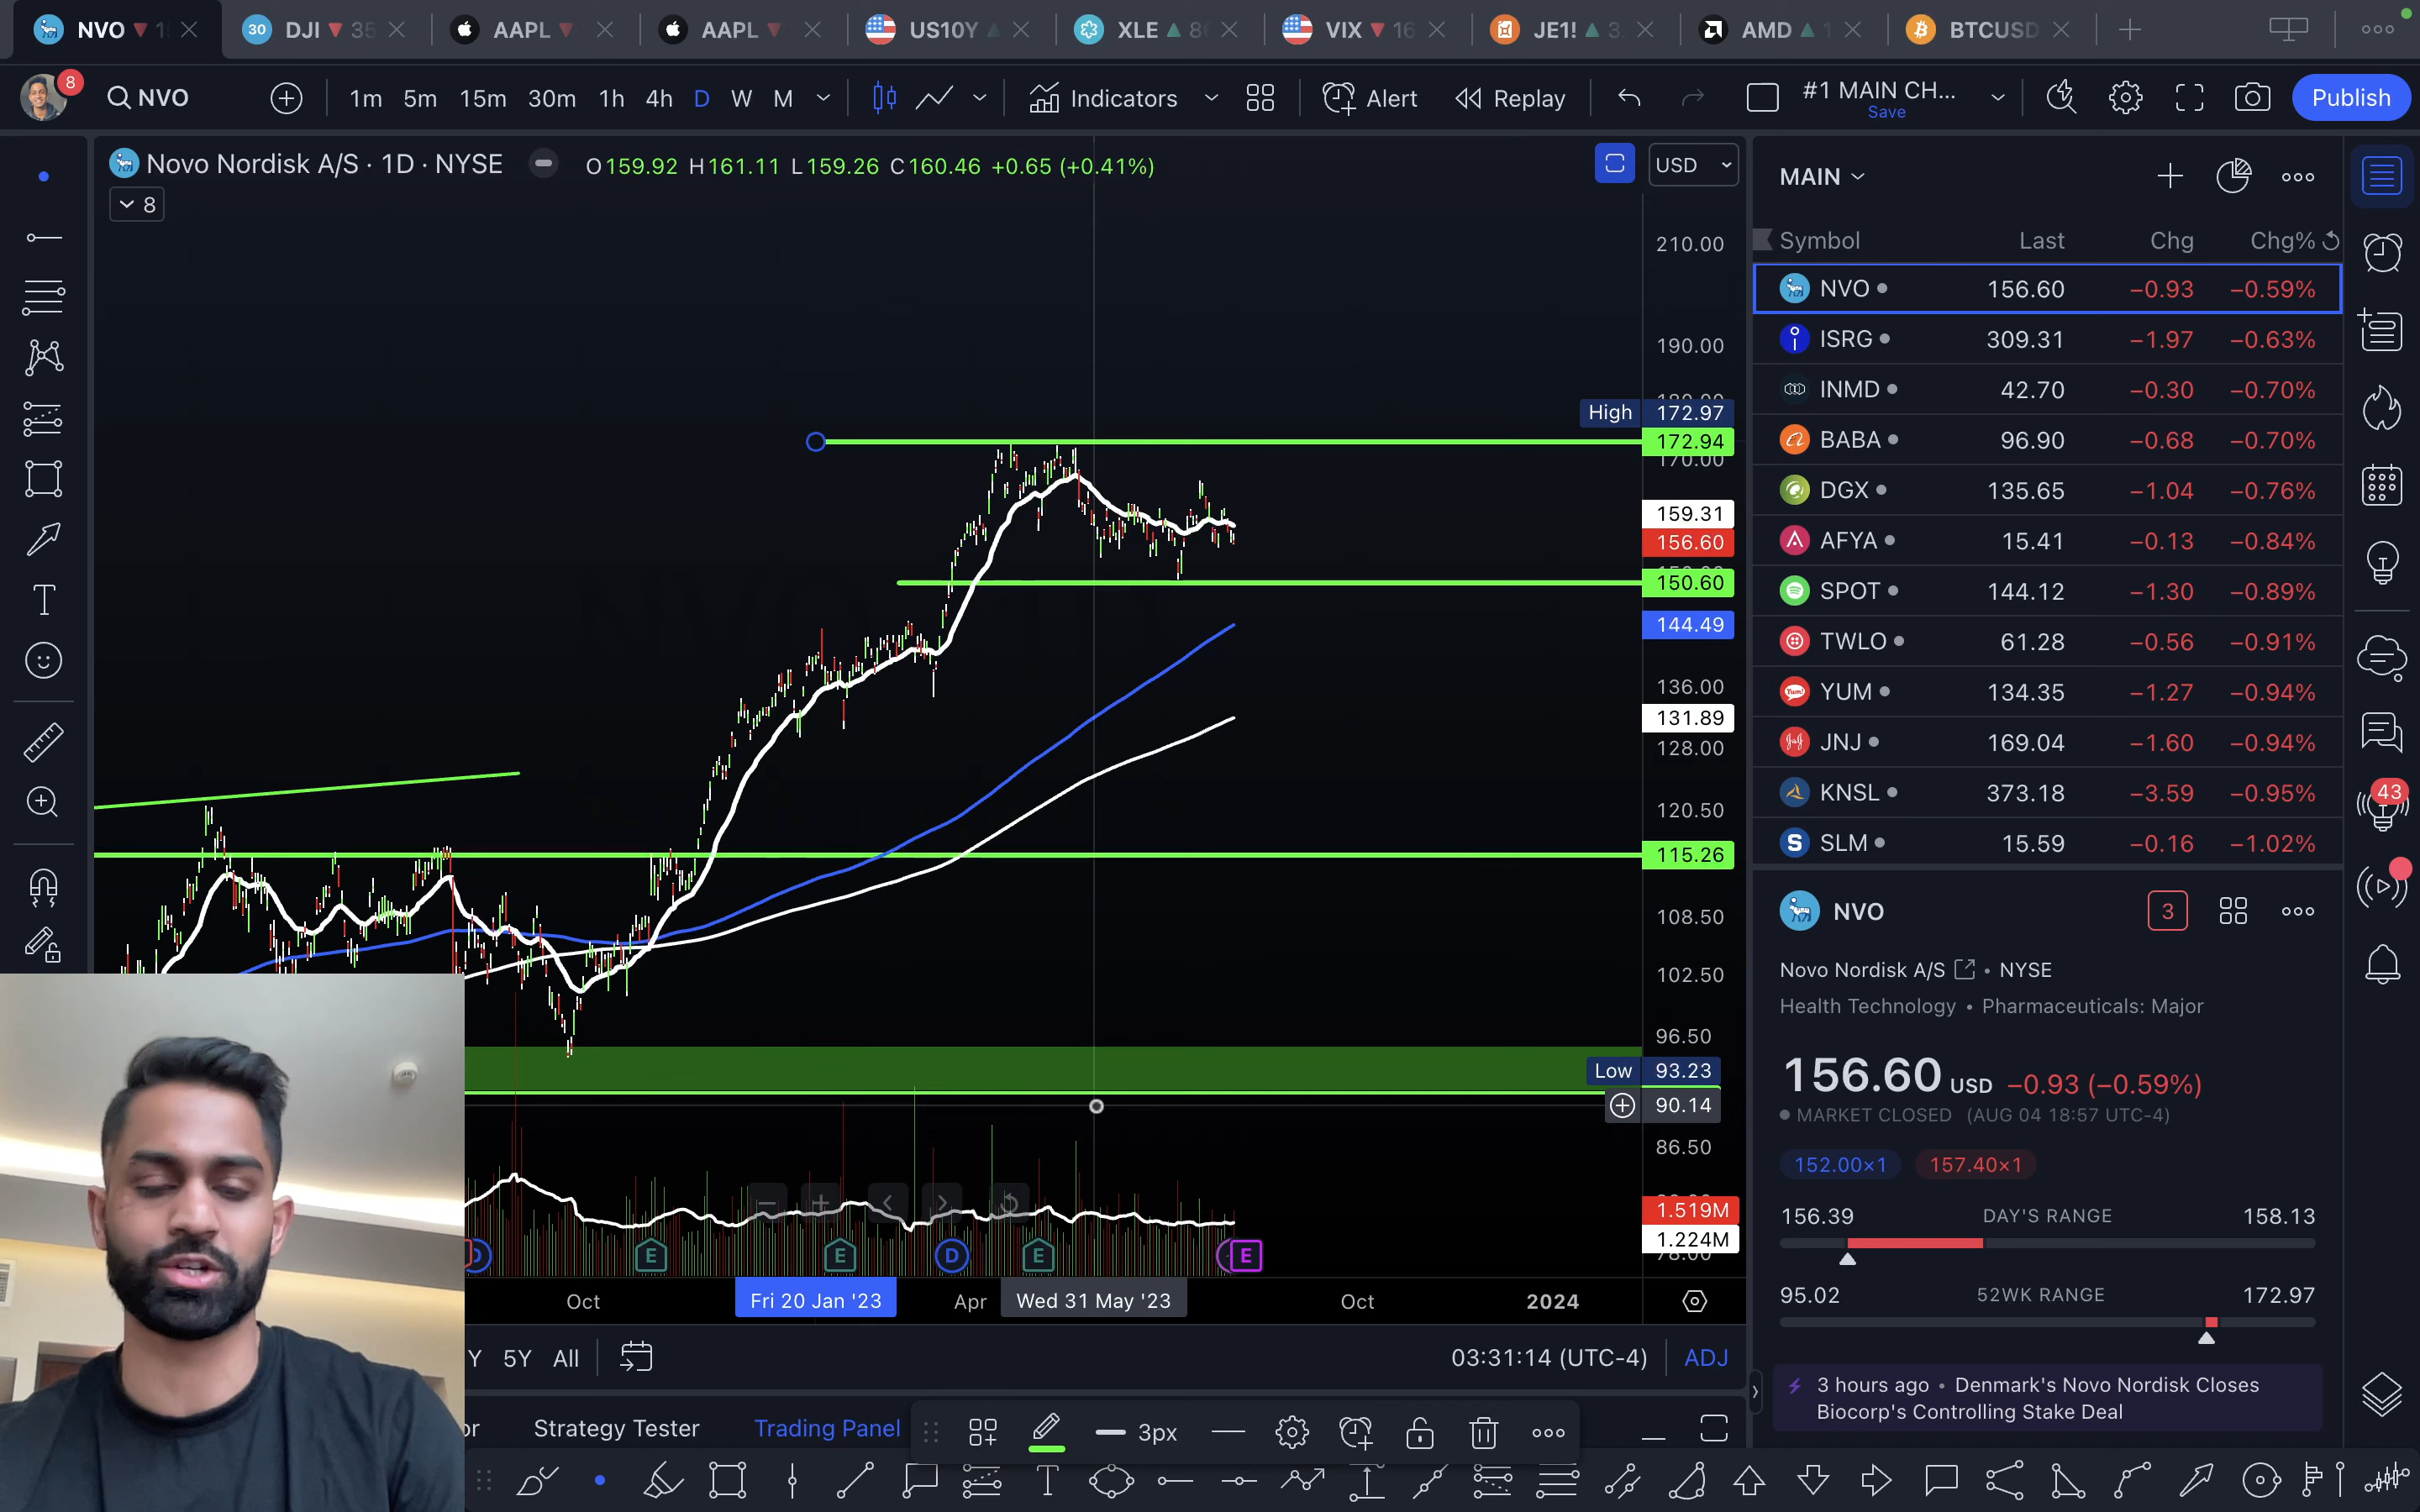 NVO
30 DJI 35
AAPL
AAPL
US10Y
XLE 8
VIX 16
JE1! 3
AMD 1
BTCUSD
8
NVO
1m 5m 15m 30m 1h 4h D W M
Indicators
Alert
Replay
#1 MAIN CH...
Save
Publish
Novo Nordisk A/S · 1D · NYSE
O159.92 H161.11 L159.26 C160.46 +0.65 (+0.41%)
USD
8
210.00
190.00
High 172.97
172.94
170.00
159.31
156.60
150.60
144.49
136.00
131.89
128.00
120.50
115.26
108.50
102.50
96.50
Low 93.23
90.14
86.50
1.519M
1.224M
78.00
D E E D E E
Oct
Fri 20 Jan '23
Apr
Wed 31 May '23
Oct
2024
Y 5Y All
03:31:14 (UTC-4) ADJ
or Strategy Tester Trading Panel
3px
MAIN
Symbol Last Chg Chg%
NVO 156.60 −0.93 −0.59%
ISRG 309.31 −1.97 −0.63%
INMD 42.70 −0.30 −0.70%
BABA 96.90 −0.68 −0.70%
DGX 135.65 −1.04 −0.76%
AFYA 15.41 −0.13 −0.84%
SPOT 144.12 −1.30 −0.89%
TWLO 61.28 −0.56 −0.91%
YUM 134.35 −1.27 −0.94%
JNJ 169.04 −1.60 −0.94%
KNSL 373.18 −3.59 −0.95%
SLM 15.59 −0.16 −1.02%
NVO
3
Novo Nordisk A/S • NYSE
Health Technology • Pharmaceuticals: Major
156.60 USD −0.93 (−0.59%)
MARKET CLOSED (AUG 04 18:57 UTC-4)
152.00×1 157.40×1
156.39 DAY'S RANGE 158.13
95.02 52WK RANGE 172.97
3 hours ago • Denmark's Novo Nordisk Closes
Biocorp's Controlling Stake Deal
43